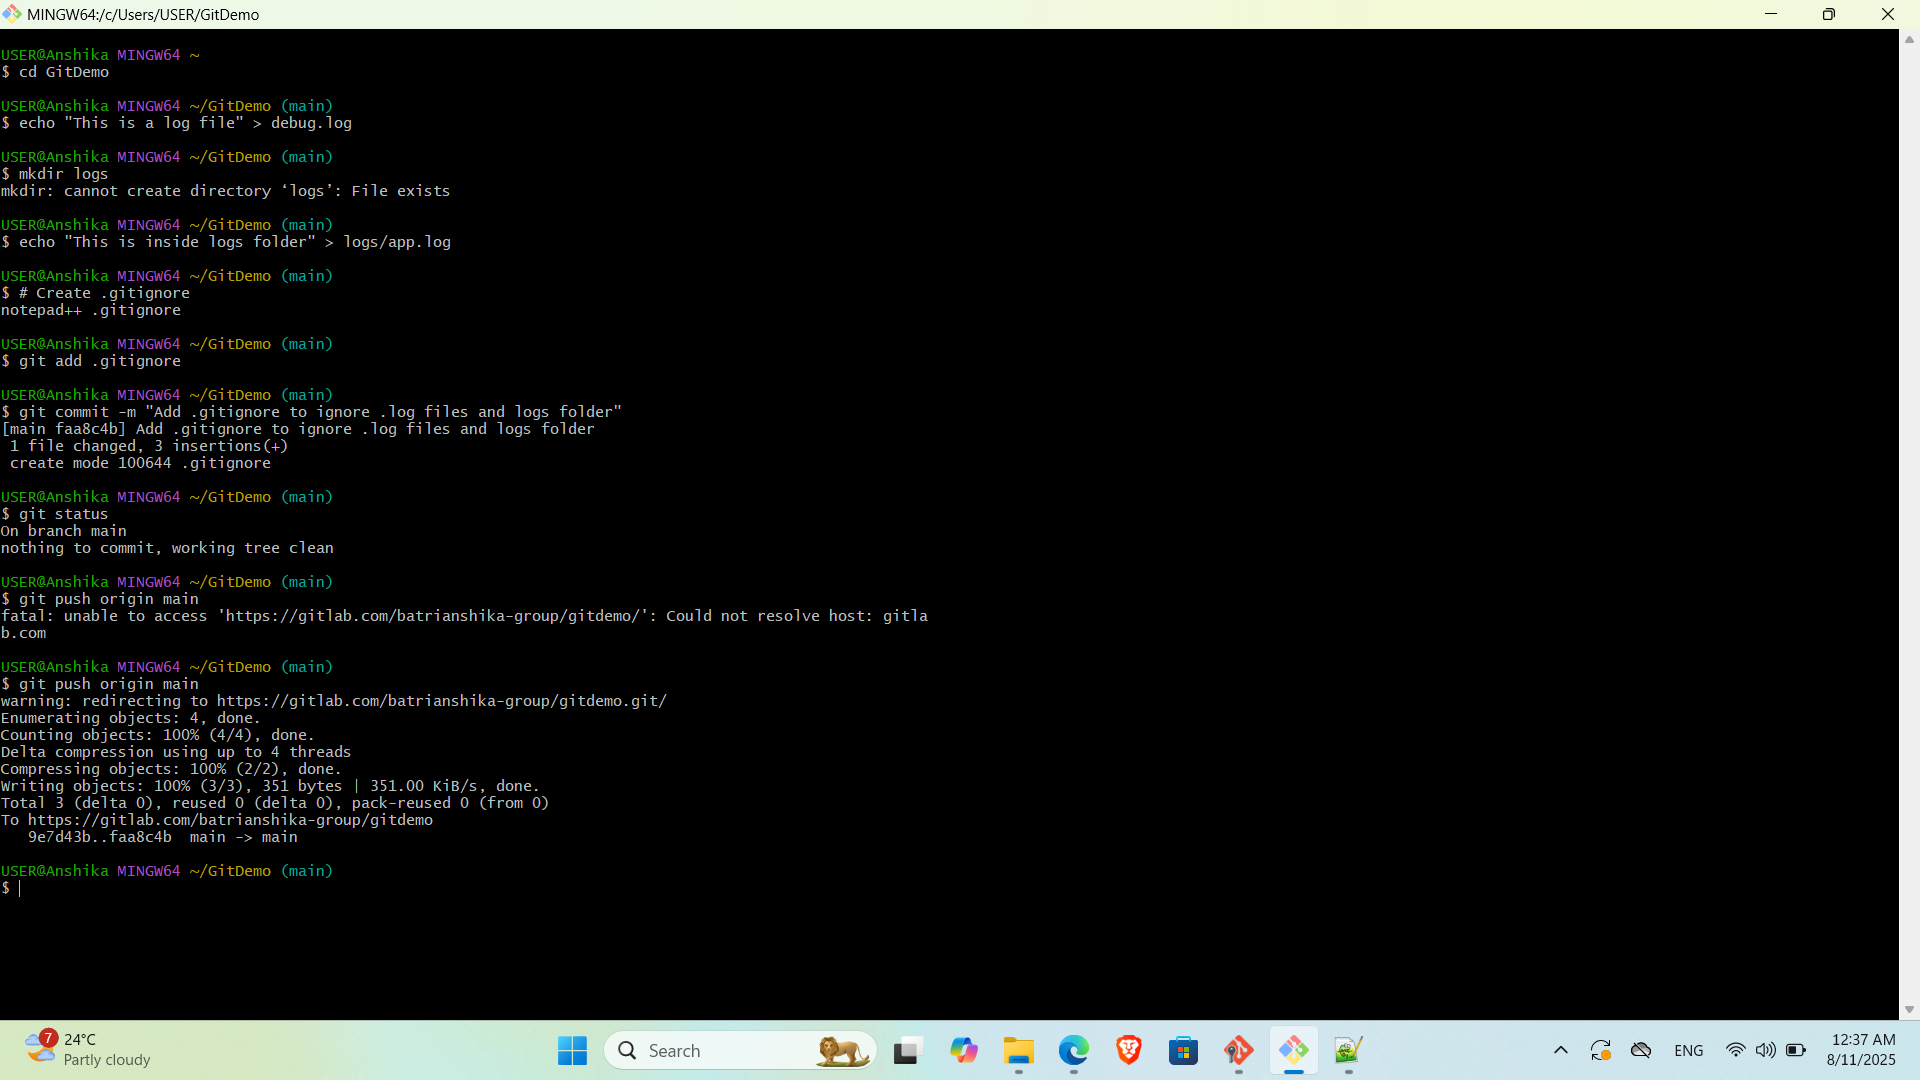 MINGW64:/c/Users/USER/GitDemo
USER@Anshika MINGW64 ~
$ cd GitDemo
USER@Anshika MINGW64 ~/GitDemo (main)
$ echo "This is a log file" > debug.log
USER@Anshika MINGW64 ~/GitDemo (main)
$ mkdir logs
mkdir: cannot create directory ‘logs’: File exists
USER@Anshika MINGW64 ~/GitDemo (main)
$ echo "This is inside logs folder" > logs/app.log
USER@Anshika MINGW64 ~/GitDemo (main)
$ # Create .gitignore
notepad++ .gitignore
USER@Anshika MINGW64 ~/GitDemo (main)
$ git add .gitignore
USER@Anshika MINGW64 ~/GitDemo (main)
$ git commit -m "Add .gitignore to ignore .log files and logs folder"
[main faa8c4b] Add .gitignore to ignore .log files and logs folder
 1 file changed, 3 insertions(+)
 create mode 100644 .gitignore
USER@Anshika MINGW64 ~/GitDemo (main)
$ git status
On branch main
nothing to commit, working tree clean
USER@Anshika MINGW64 ~/GitDemo (main)
$ git push origin main
fatal: unable to access 'https://gitlab.com/batrianshika-group/gitdemo/': Could not resolve host: gitla
b.com
USER@Anshika MINGW64 ~/GitDemo (main)
$ git push origin main
warning: redirecting to https://gitlab.com/batrianshika-group/gitdemo.git/
Enumerating objects: 4, done.
Counting objects: 100% (4/4), done.
Delta compression using up to 4 threads
Compressing objects: 100% (2/2), done.
Writing objects: 100% (3/3), 351 bytes | 351.00 KiB/s, done.
Total 3 (delta 0), reused 0 (delta 0), pack-reused 0 (from 0)
To https://gitlab.com/batrianshika-group/gitdemo
   9e7d43b..faa8c4b  main -> main
USER@Anshika MINGW64 ~/GitDemo (main)
$
7
24°C
Partly cloudy
Search
ENG
12:37 AM
8/11/2025